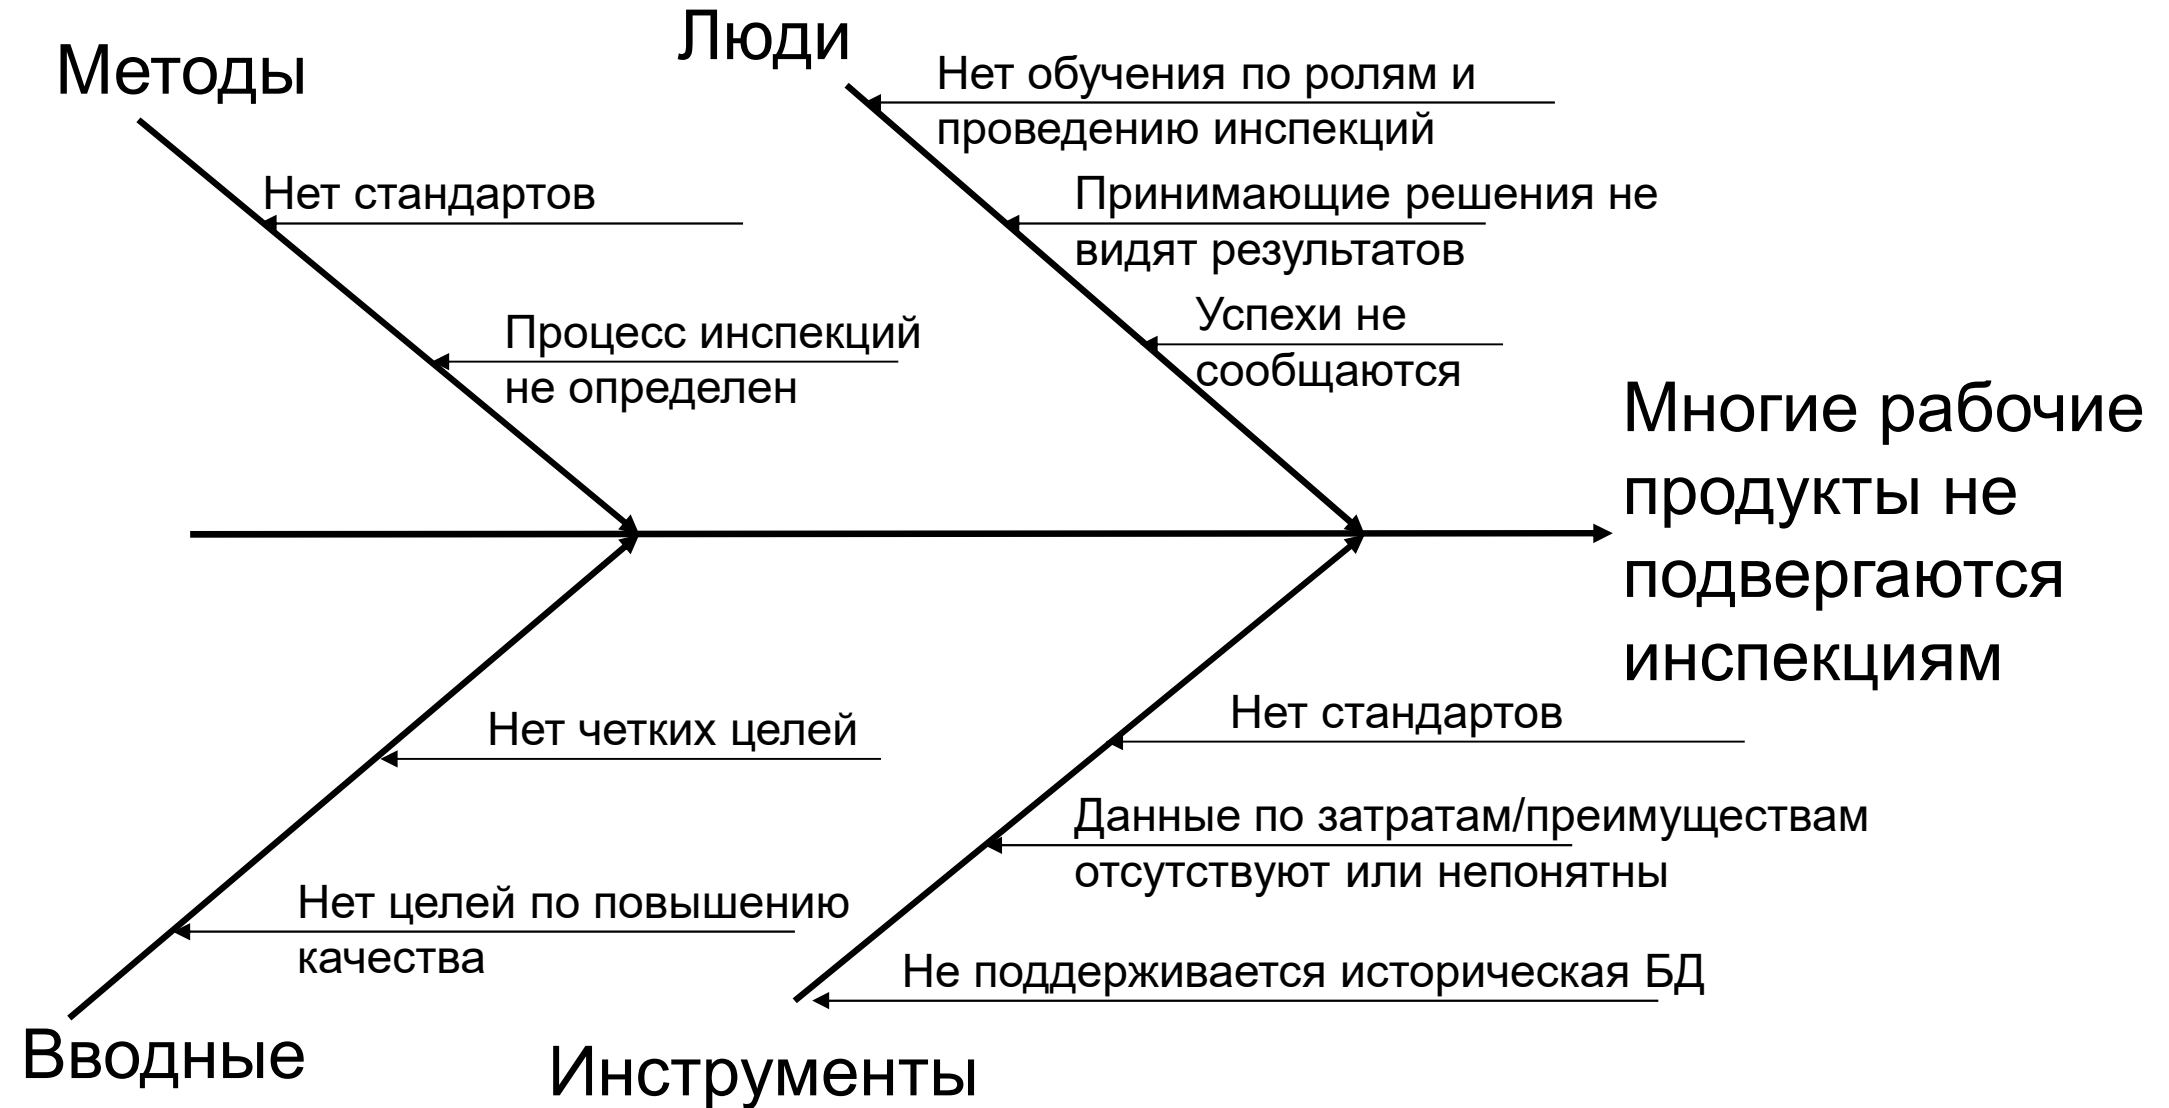 Методы
Люди
Нет обучения по ролям и
проведению инспекций
Нет стандартов
Принимающие решения не
видят результатов
Процесс инспекций
не определен
Успехи не
сообщаются
Многие рабочие
продукты не
подвергаются
инспекциям
Нет четких целей
Нет стандартов
Данные по затратам/преимуществам
отсутствуют или непонятны
Нет целей по повышению
качества
Не поддерживается историческая БД
Вводные
Инструменты